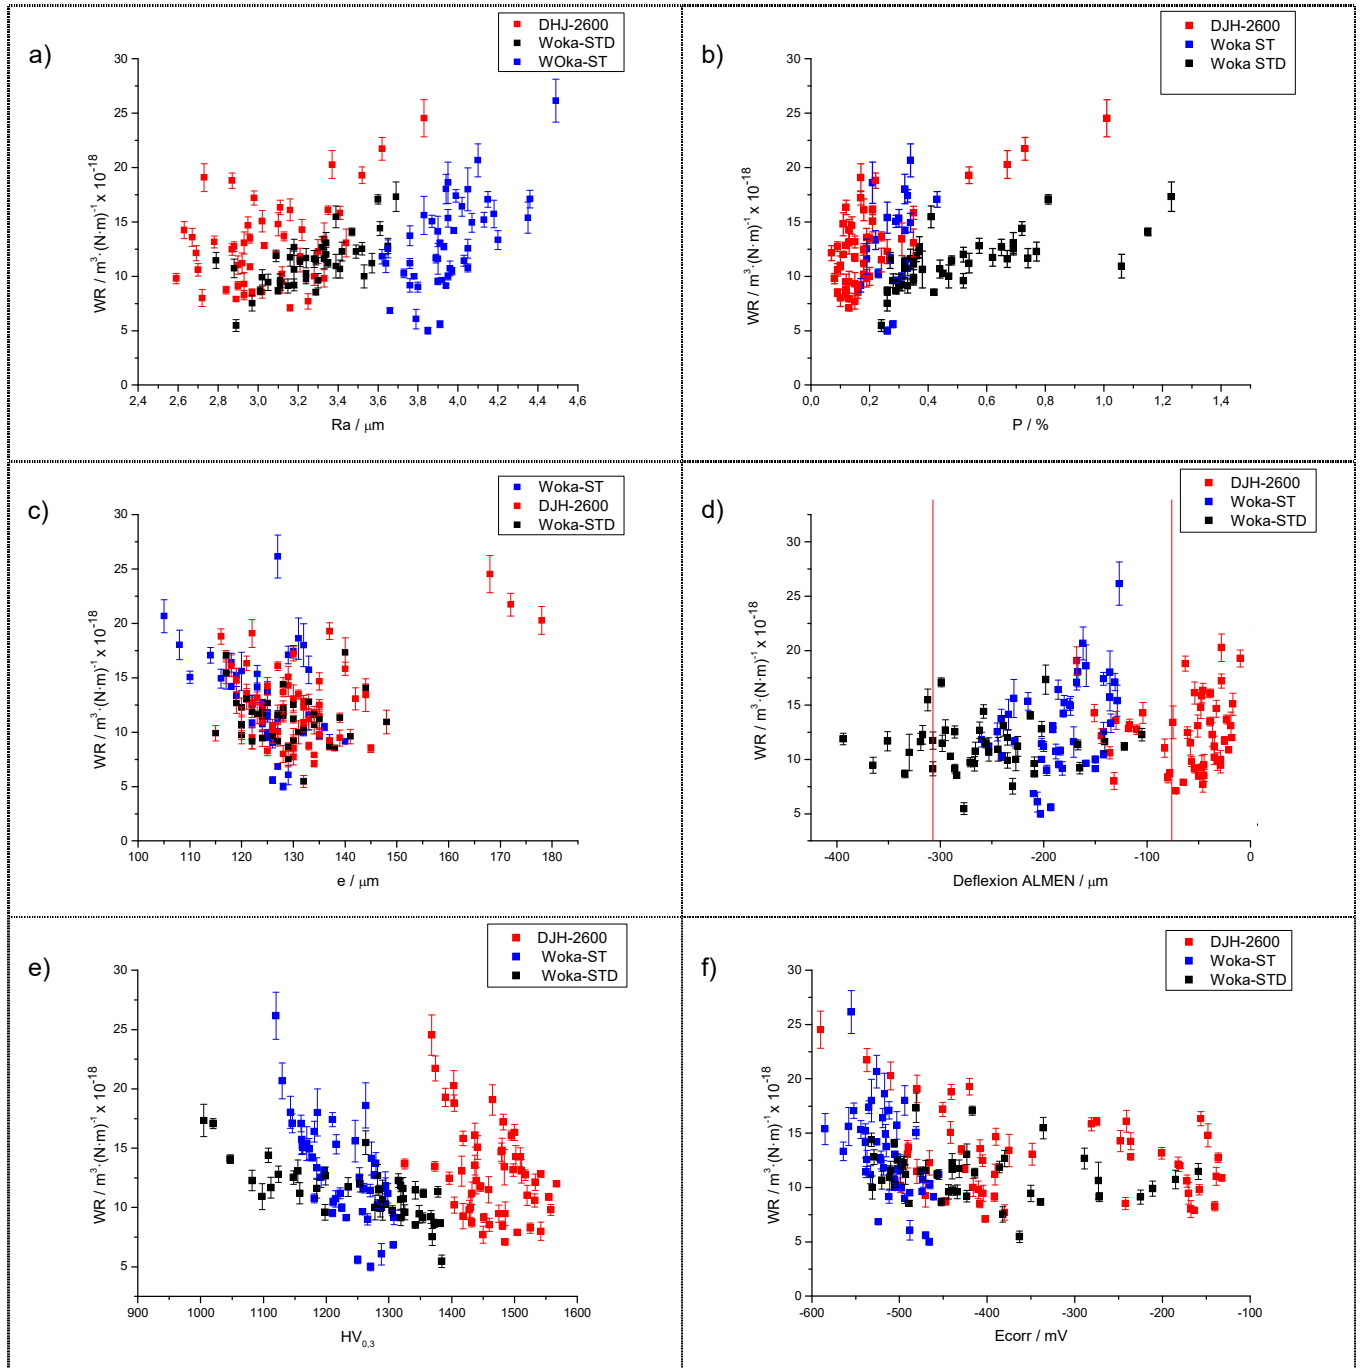 a)
DHJ-2600
Woka-STD
WOka-ST
30
25
20
15
10
5
0
WR / m³·(N·m)⁻¹ x 10⁻¹⁸
2,4 2,6 2,8 3,0 3,2 3,4 3,6 3,8 4,0 4,2 4,4 4,6
Ra / μm
b)
DJH-2600
Woka ST
Woka STD
30
25
20
15
10
5
0
WR / m³·(N·m)⁻¹ x 10⁻¹⁸
0,0 0,2 0,4 0,6 0,8 1,0 1,2 1,4
P / %
c)
Woka-ST
DJH-2600
Woka-STD
30
25
20
15
10
5
0
WR / m³·(N·m)⁻¹ x 10⁻¹⁸
100 110 120 130 140 150 160 170 180
e / μm
d)
DJH-2600
Woka-ST
Woka-STD
30
25
20
15
10
5
WR / m³·(N·m)⁻¹ x 10⁻¹⁸
-400 -300 -200 -100 0
Deflexion ALMEN / μm
e)
DJH-2600
Woka-ST
Woka-STD
30
25
20
15
10
5
WR / m³·(N·m)⁻¹ x 10⁻¹⁸
900 1000 1100 1200 1300 1400 1500 1600
HV₀,₃
f)
DJH-2600
Woka-ST
Woka-STD
30
25
20
15
10
5
0
WR / m³·(N·m)⁻¹ x 10⁻¹⁸
-600 -500 -400 -300 -200 -100
Ecorr / mV